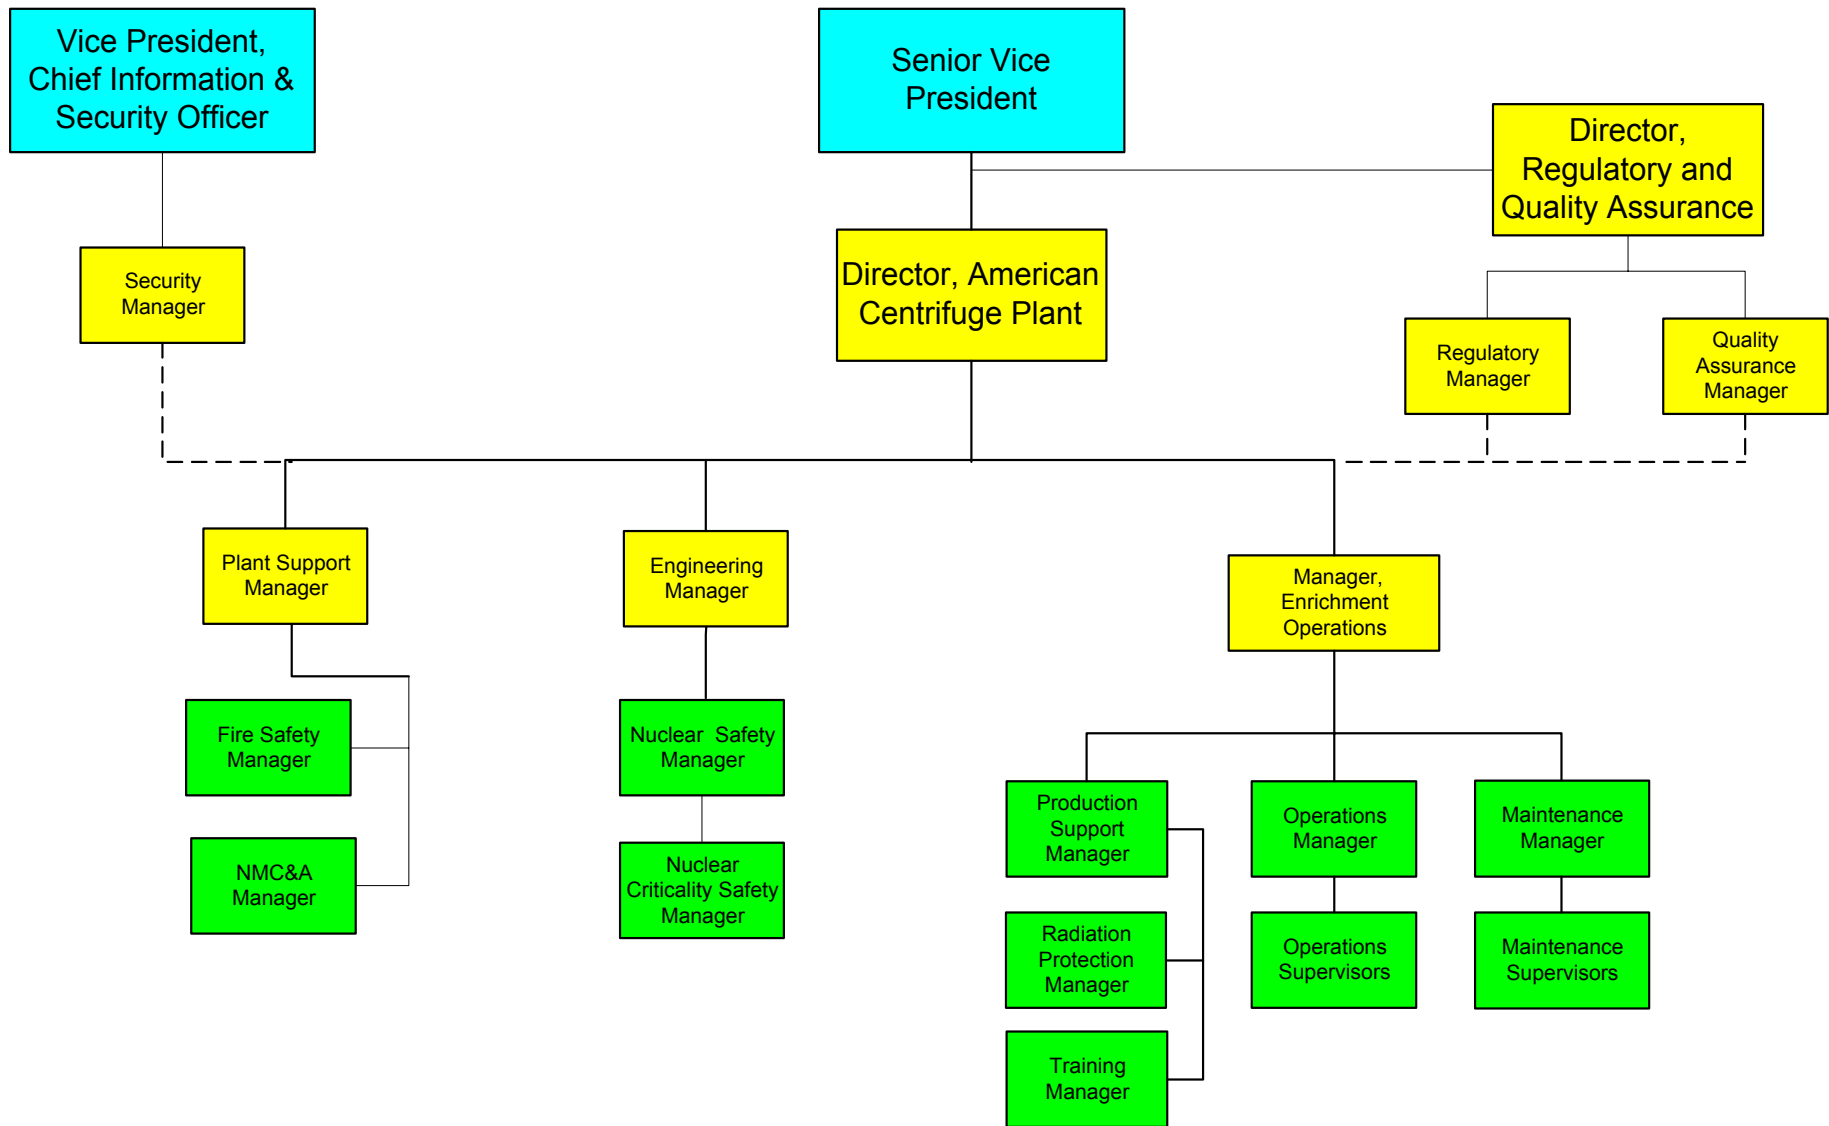 Vice President,
Chief Information &
Security Officer
Senior Vice
President
Director,
Regulatory and
Quality Assurance
Security
Manager
Director, American
Centrifuge Plant
Regulatory
Manager
Quality
Assurance
Manager
Plant Support
Manager
Engineering
Manager
Manager,
Enrichment
Operations
Fire Safety
Manager
Nuclear Safety
Manager
Production
Support
Manager
Operations
Manager
Maintenance
Manager
NMC&A
Manager
Nuclear
Criticality Safety
Manager
Radiation
Protection
Manager
Operations
Supervisors
Maintenance
Supervisors
Training
Manager